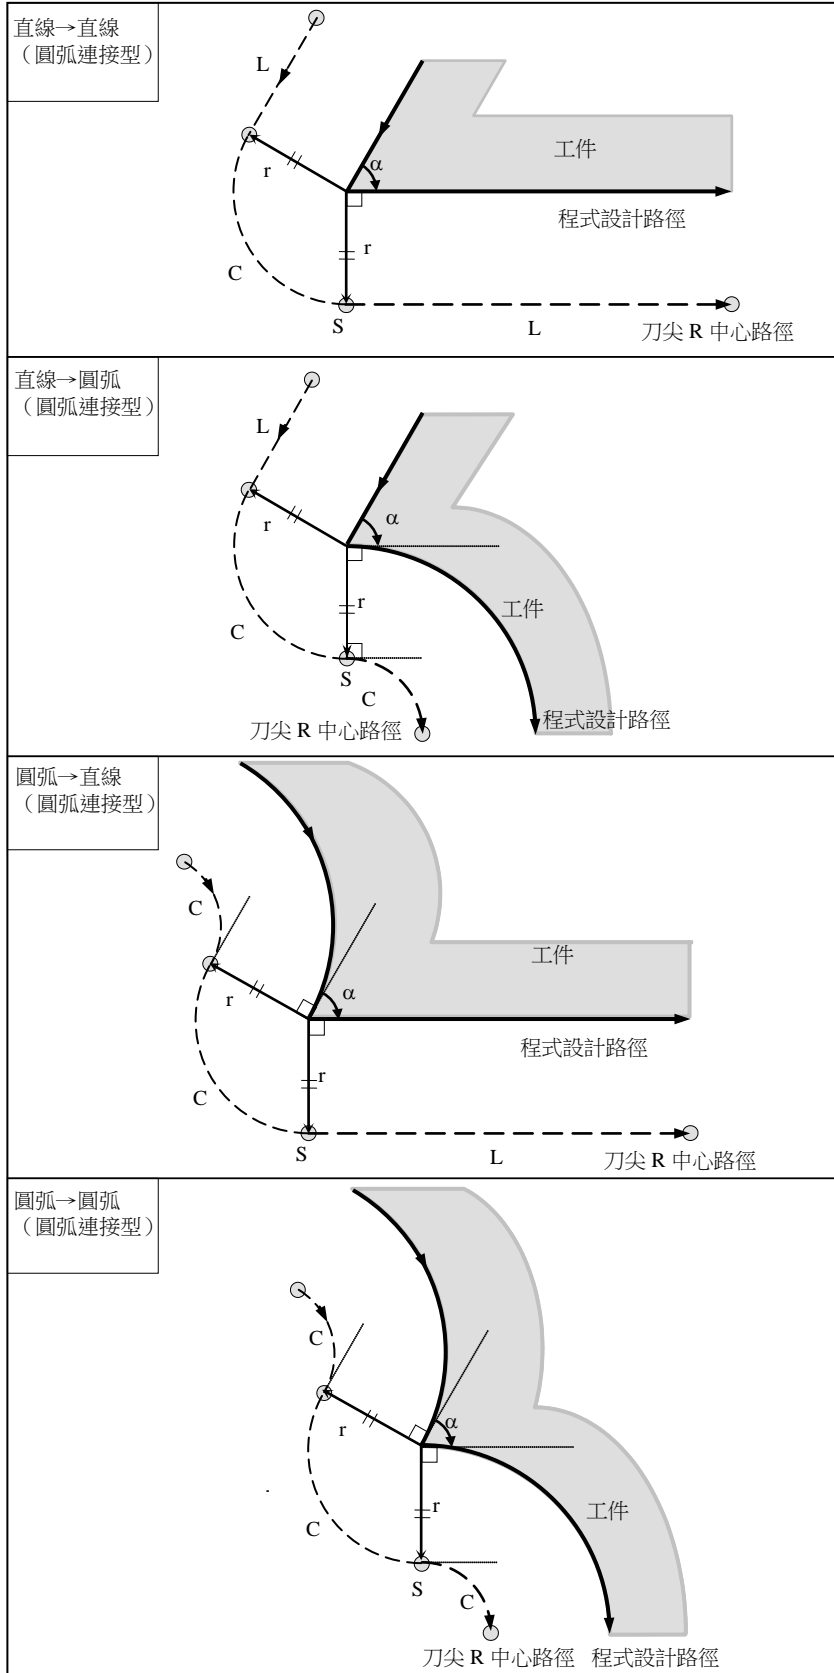 直線→直線
（圓弧連接型）
L
r
α
工件
程式設計路徑
r
C
S
L
刀尖 R 中心路徑
直線→圓弧
（圓弧連接型）
L
r
α
r
工件
C
S
C
刀尖 R 中心路徑
程式設計路徑
圓弧→直線
（圓弧連接型）
C
工件
r
α
程式設計路徑
r
C
S
L
刀尖 R 中心路徑
圓弧→圓弧
（圓弧連接型）
C
r
α
r
工件
C
S
C
刀尖 R 中心路徑 程式設計路徑